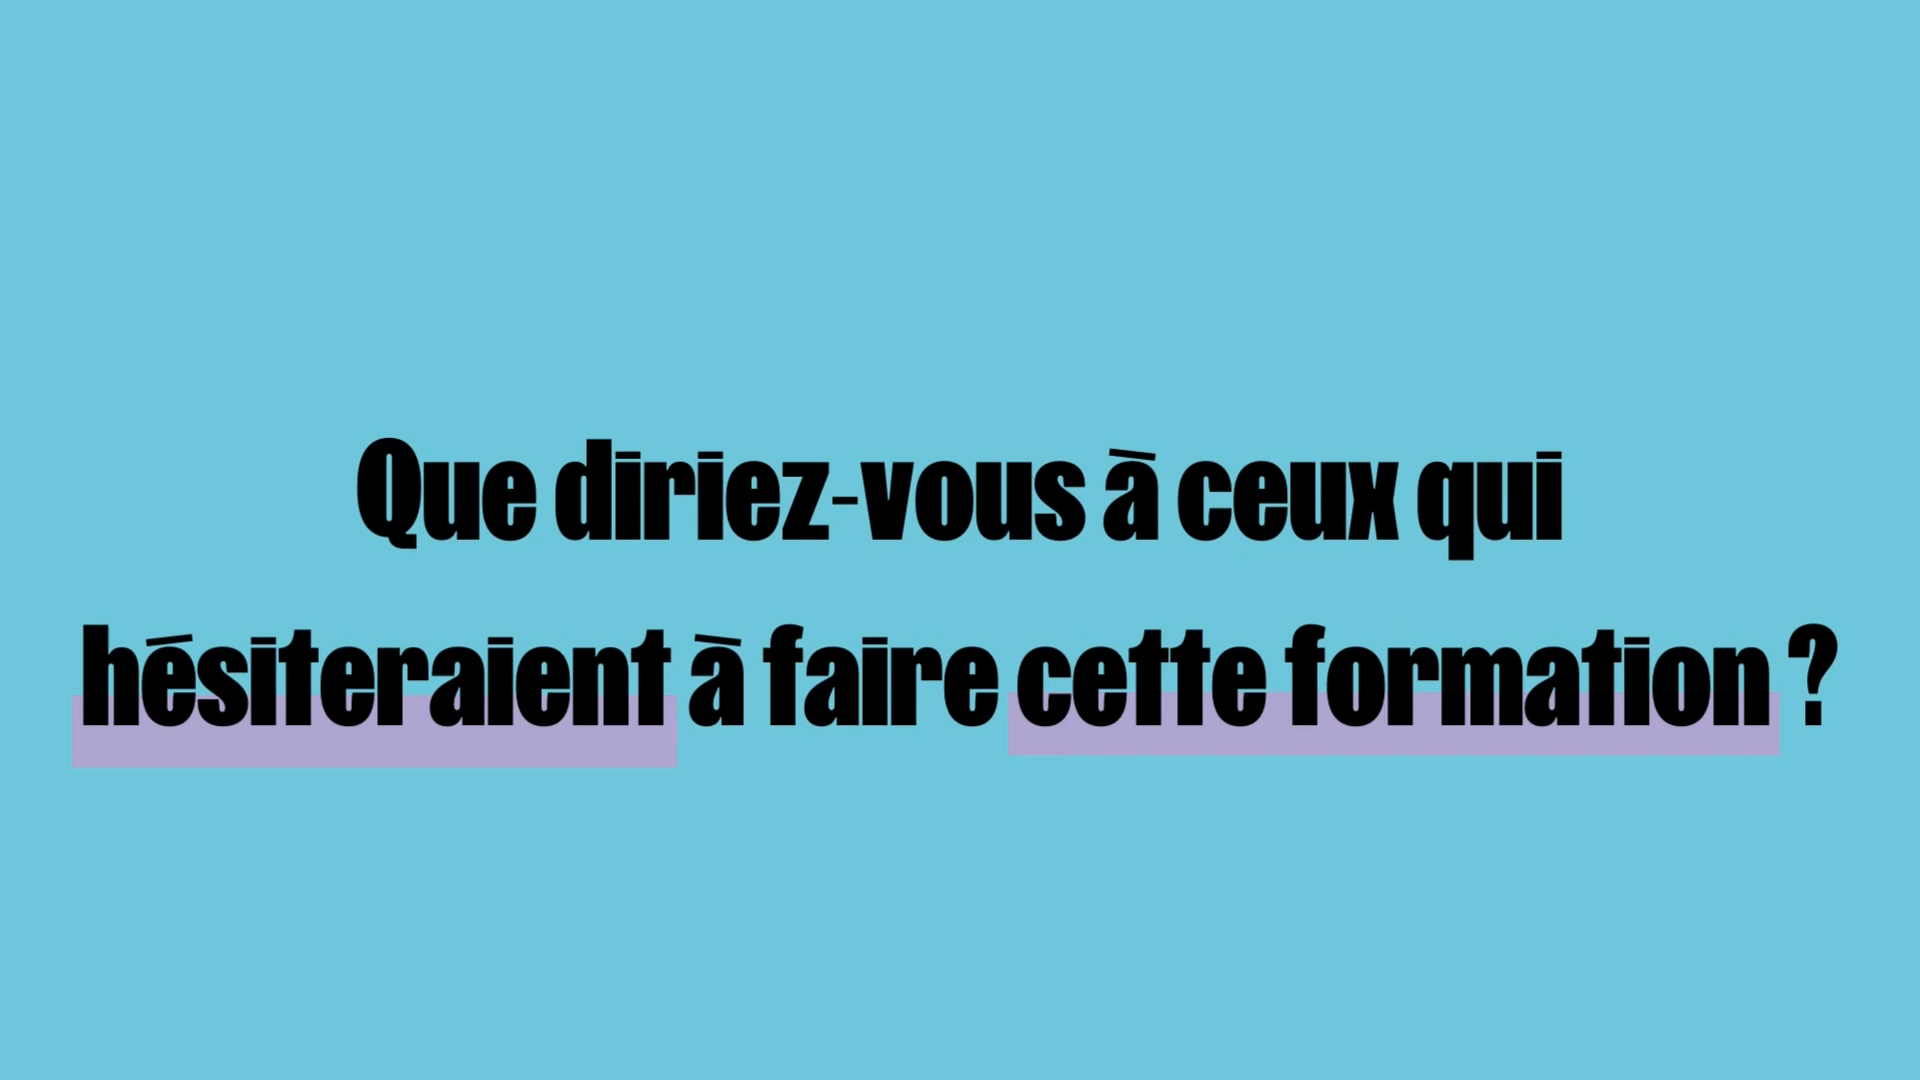 Que diriez-vous à ceux qui
hésiteraient à faire cette formation ?